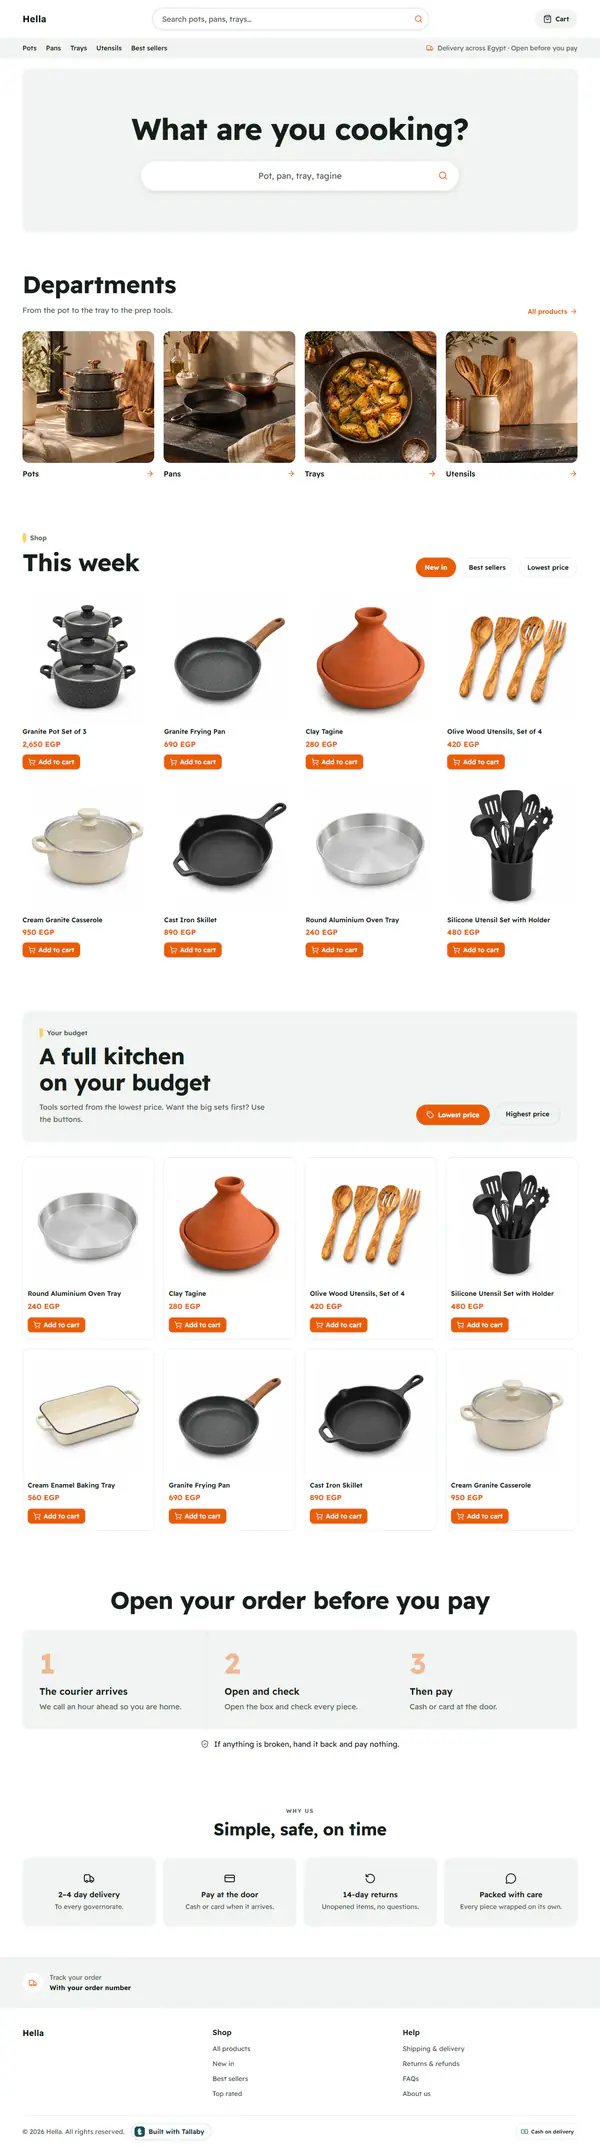 Hella
Search pots, pans, trays...
Cart
Pots
Pans
Trays
Utensils
Best sellers
Delivery across Egypt · Open before you pay
What are you cooking?
Pot, pan, tray, tagine
Departments
From the pot to the tray to the prep tools.
All products →
Pots →
Pans →
Trays →
Utensils →
Shop
This week
New in
Best sellers
Lowest price
Granite Pot Set of 3
2,650 EGP
Add to cart
Granite Frying Pan
690 EGP
Add to cart
Clay Tagine
280 EGP
Add to cart
Olive Wood Utensils, Set of 4
420 EGP
Add to cart
Cream Granite Casserole
950 EGP
Add to cart
Cast Iron Skillet
890 EGP
Add to cart
Round Aluminium Oven Tray
240 EGP
Add to cart
Silicone Utensil Set with Holder
480 EGP
Add to cart
Your budget
A full kitchen
on your budget
Tools sorted from the lowest price. Want the big sets first? Use
the buttons.
Lowest price
Highest price
Round Aluminium Oven Tray
240 EGP
Add to cart
Clay Tagine
280 EGP
Add to cart
Olive Wood Utensils, Set of 4
420 EGP
Add to cart
Silicone Utensil Set with Holder
480 EGP
Add to cart
Cream Enamel Baking Tray
560 EGP
Add to cart
Granite Frying Pan
690 EGP
Add to cart
Cast Iron Skillet
890 EGP
Add to cart
Cream Granite Casserole
950 EGP
Add to cart
Open your order before you pay
1
The courier arrives
We call an hour ahead so you are home.
2
Open and check
Open the box and check every piece.
3
Then pay
Cash or card at the door.
If anything is broken, hand it back and pay nothing.
WHY US
Simple, safe, on time
2–4 day delivery
To every governorate.
Pay at the door
Cash or card when it arrives.
14-day returns
Unopened items, no questions.
Packed with care
Every piece wrapped on its own.
Track your order
With your order number
Hella
Shop
All products
New in
Best sellers
Top rated
Help
Shipping & delivery
Returns & refunds
FAQs
About us
© 2026 Hella. All rights reserved.
t
Built with Tallaby
Cash on delivery